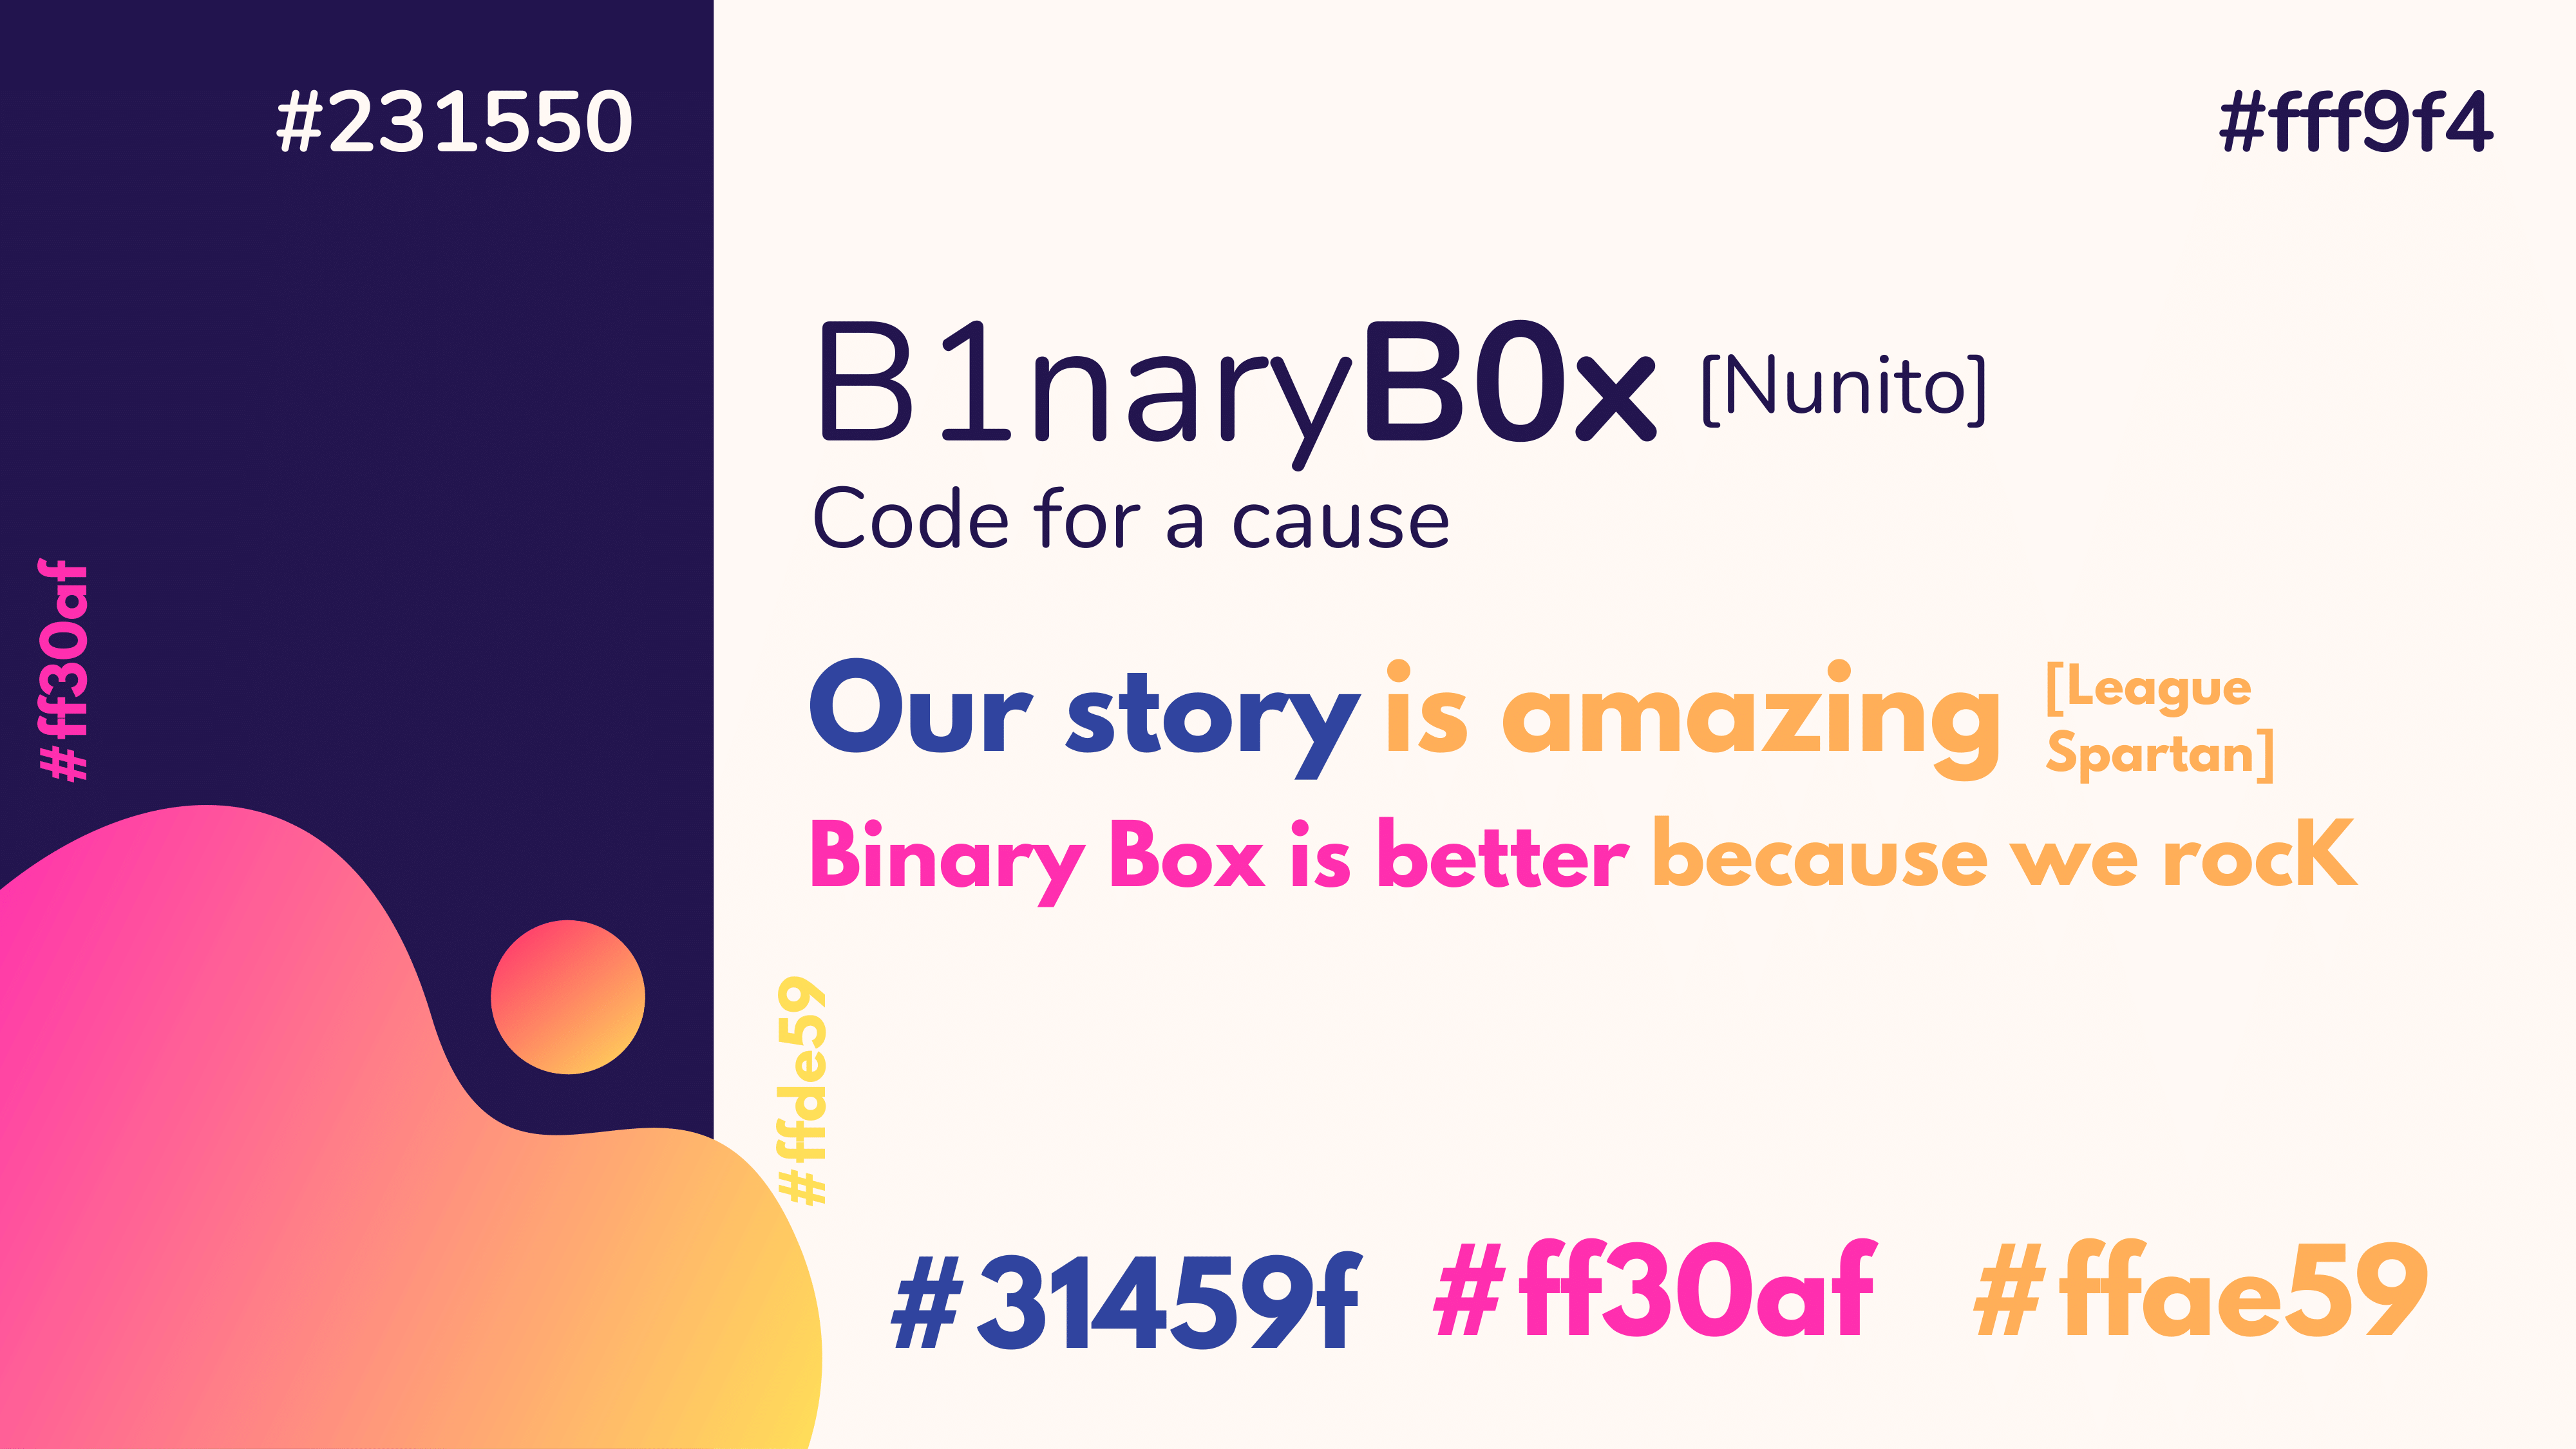 #231550
#fff9f4
B1naryB0x [Nunito]
Code for a cause
#ff30af
Our story is amazing
[League
Spartan]
Binary Box is better because we rocK
#ffde59
#31459f
#ff30af
#ffae59